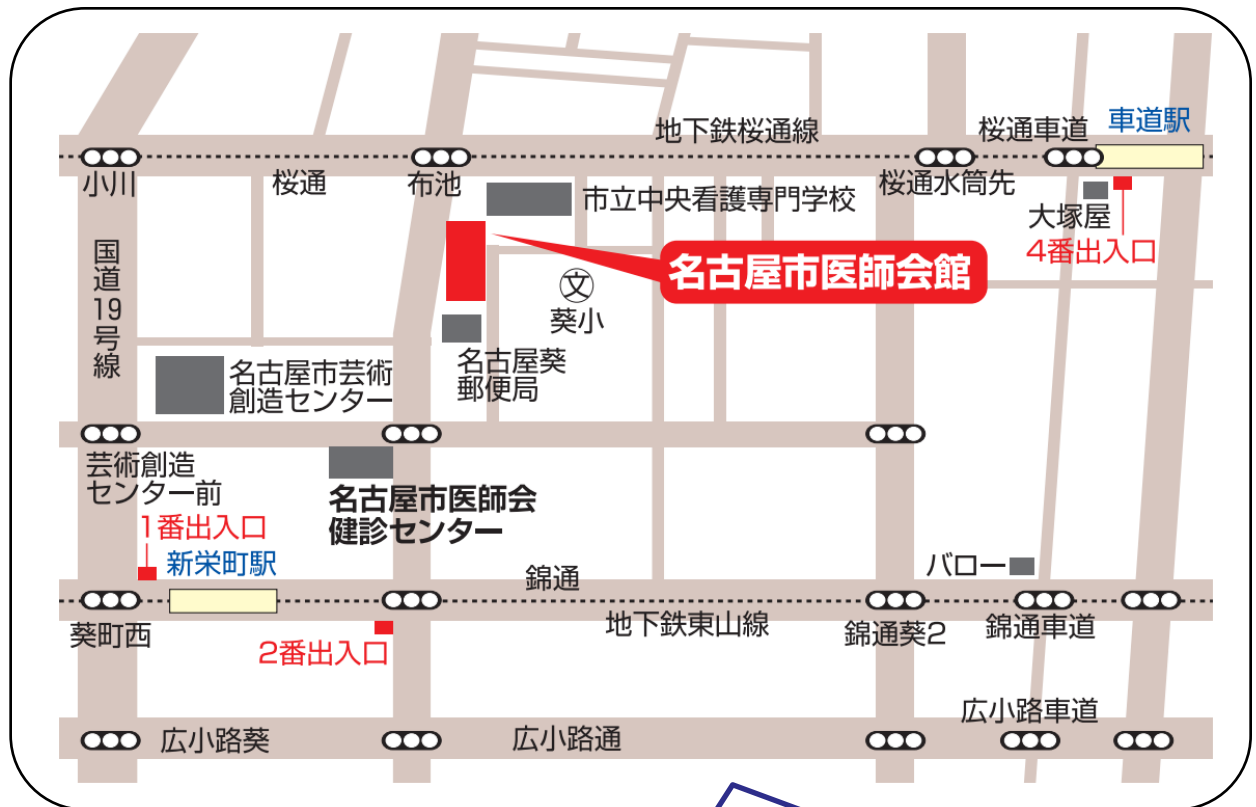 地下鉄桜通線
桜通車道
車道駅
小川
桜通
布池
桜通水筒先
市立中央看護専門学校
大塚屋
4番出入口
名古屋市医師会館
国道19号線
文
葵小
名古屋葵
郵便局
名古屋市芸術
創造センター
芸術創造
センター前
名古屋市医師会
健診センター
1番出入口
新栄町駅
錦通
バロー
葵町西
2番出入口
地下鉄東山線
錦通葵2
錦通車道
広小路葵
広小路通
広小路車道